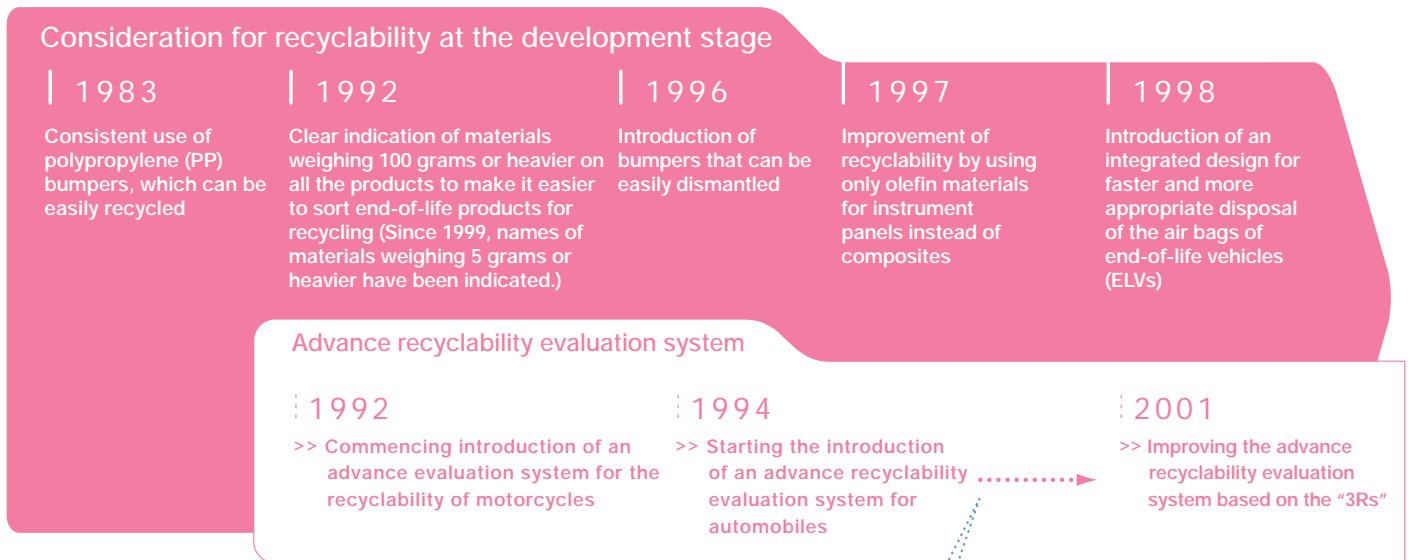 Consideration for recyclability at the development stage
1983
Consistent use of
polypropylene (PP)
bumpers, which can be
easily recycled
1992
Clear indication of materials
weighing 100 grams or heavier on
all the products to make it easier
to sort end-of-life products for
recycling (Since 1999, names of
materials weighing 5 grams or
heavier have been indicated.)
1996
Introduction of
bumpers that can be
easily dismantled
1997
Improvement of
recyclability by using
only olefin materials
for instrument
panels instead of
composites
1998
Introduction of an
integrated design for
faster and more
appropriate disposal
of the air bags of
end-of-life vehicles
(ELVs)
Advance recyclability evaluation system
1992
>> Commencing introduction of an
advance evaluation system for the
recyclability of motorcycles
1994
>> Starting the introduction
of an advance recyclability
evaluation system for
automobiles
2001
>> Improving the advance
recyclability evaluation
system based on the “3Rs”